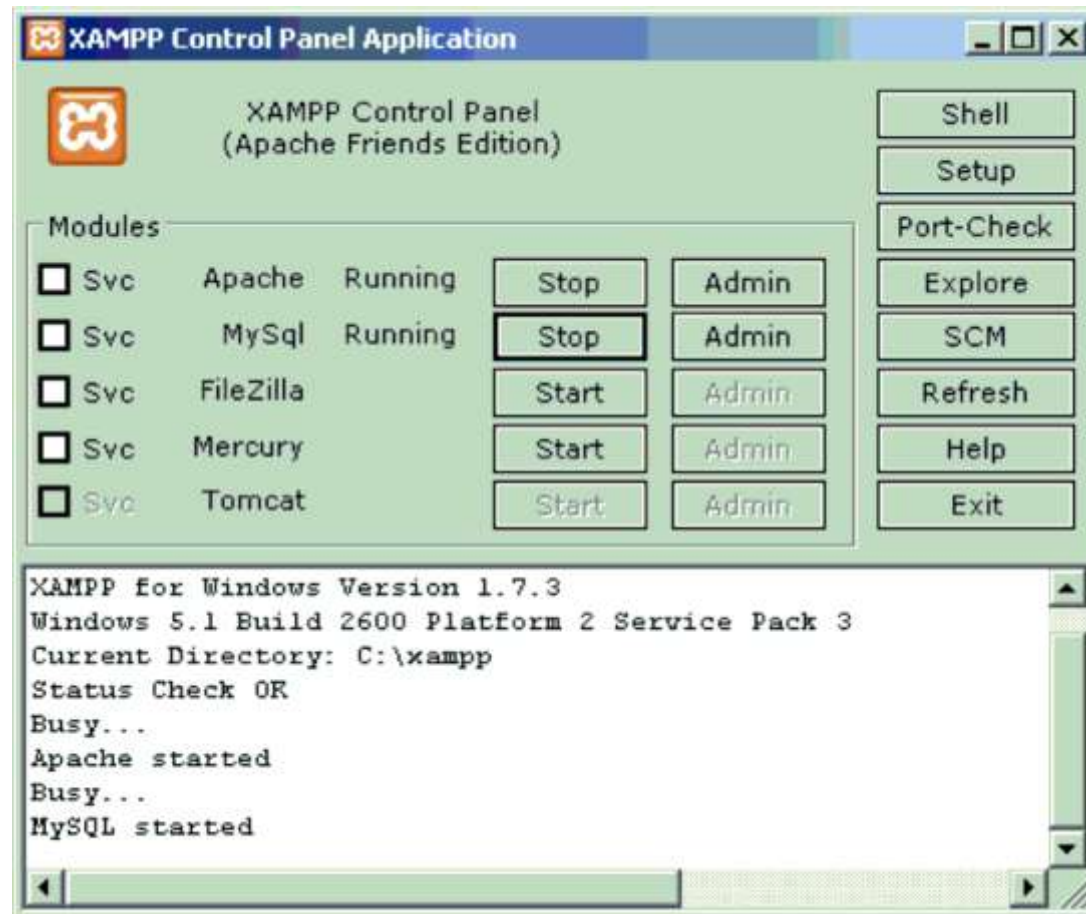 XAMPP Control Panel Application
XAMPP Control Panel
(Apache Friends Edition)
Shell
Setup
Port-Check
Explore
SCM
Refresh
Help
Exit
Modules
Svc Apache Running Stop Admin
Svc MySql Running Stop Admin
Svc FileZilla Start Admin
Svc Mercury Start Admin
Svc Tomcat Start Admin
XAMPP for Windows Version 1.7.3
Windows 5.1 Build 2600 Platform 2 Service Pack 3
Current Directory: C:\xampp
Status Check OK
Busy...
Apache started
Busy...
MySQL started